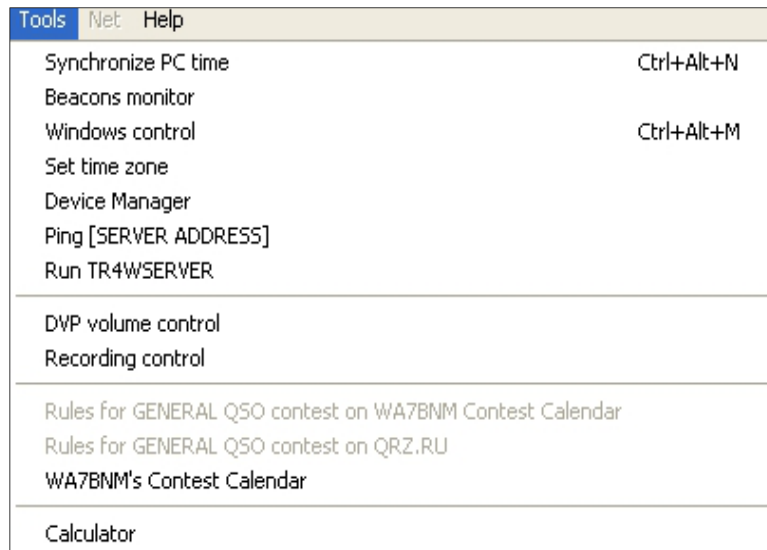 Tools Net Help
Synchronize PC time Ctrl+Alt+N
Beacons monitor
Windows control Ctrl+Alt+M
Set time zone
Device Manager
Ping [SERVER ADDRESS]
Run TR4WSERVER
DVP volume control
Recording control
Rules for GENERAL QSO contest on WA7BNM Contest Calendar
Rules for GENERAL QSO contest on QRZ.RU
WA7BNM's Contest Calendar
Calculator